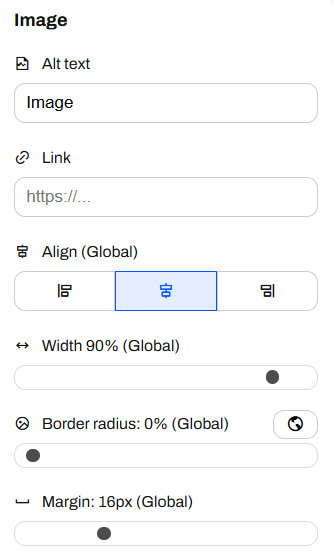 Image
Alt text
Image
Link
https://...
Align (Global)
Width 90% (Global)
Border radius: 0% (Global)
Margin: 16px (Global)